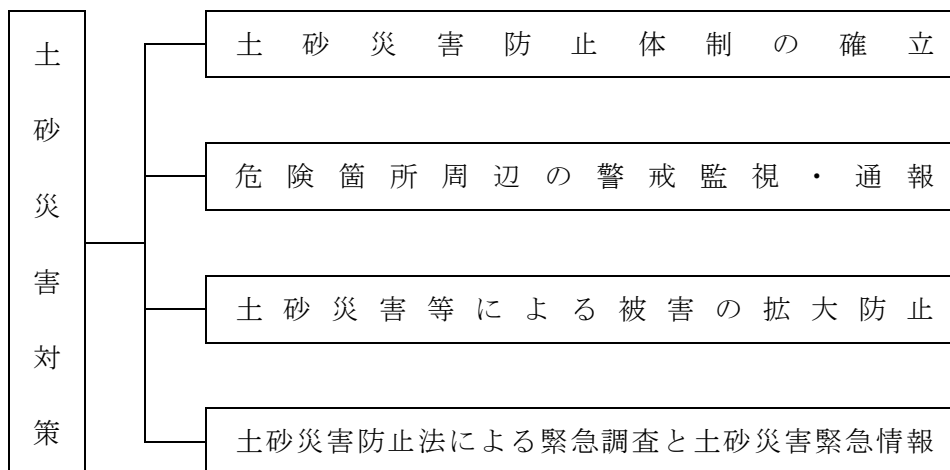 土砂災害対策
土砂災害防止体制の確立
危険箇所周辺の警戒監視・通報
土砂災害等による被害の拡大防止
土砂災害防止法による緊急調査と土砂災害緊急情報